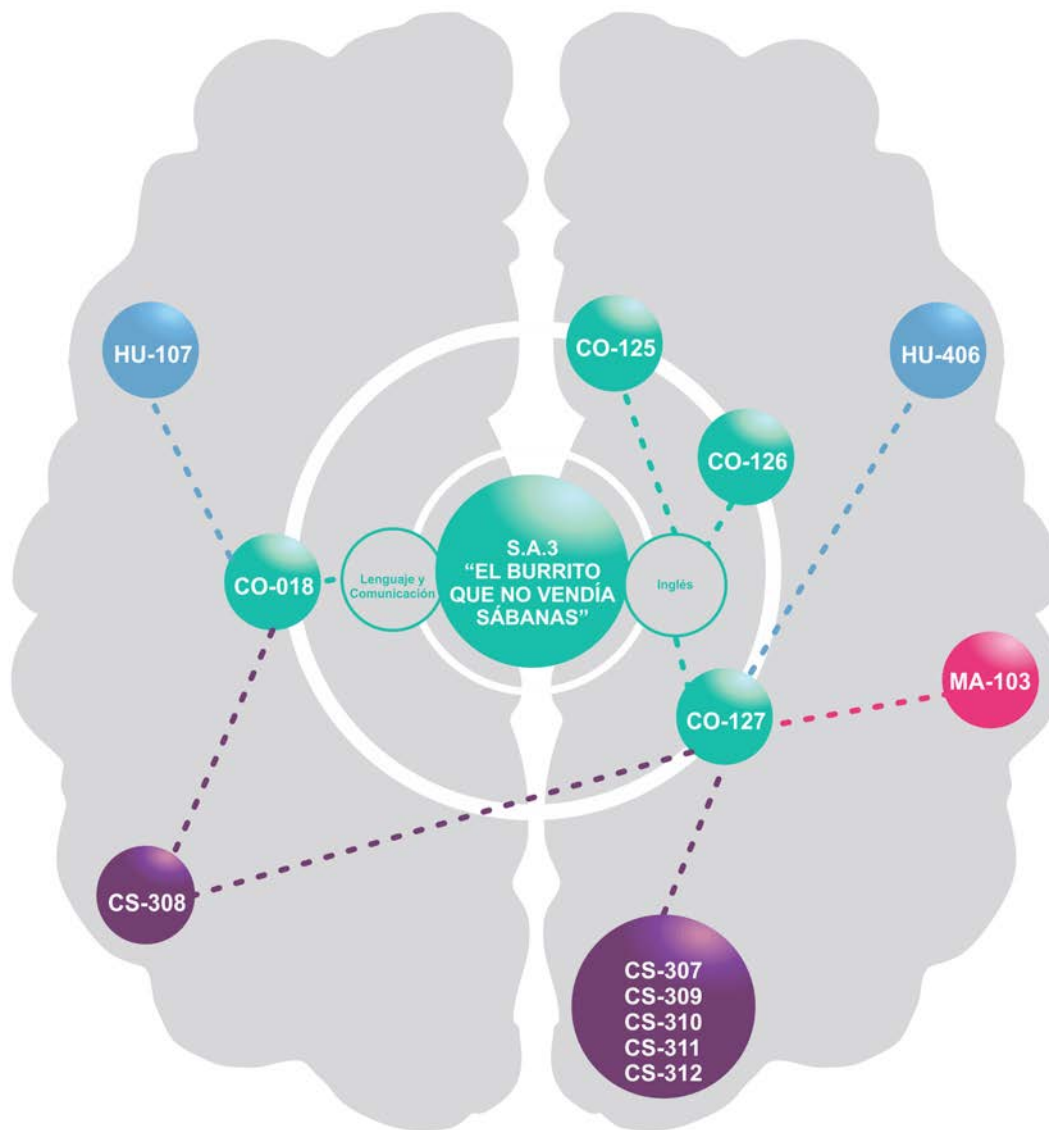 HU-107
CO-125
HU-406
CO-126
S.A.3
“EL BURRITO
QUE NO VENDÍA
SÁBANAS”
CO-018
Lenguaje y
Comunicación
Inglés
MA-103
CO-127
CS-308
CS-307
CS-309
CS-310
CS-311
CS-312